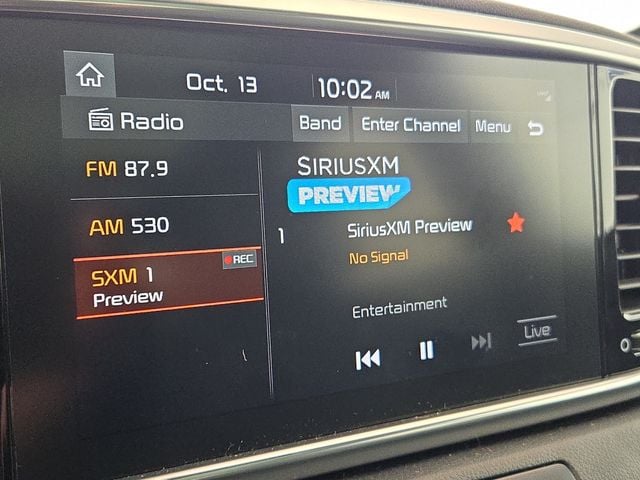 Oct. 13
10:02 AM
Radio
Band
Enter Channel
Menu
FM 87.9
AM 530
SXM 1
REC
Preview
SIRIUSXM
PREVIEW
1
SiriusXM Preview
No Signal
Entertainment
Live